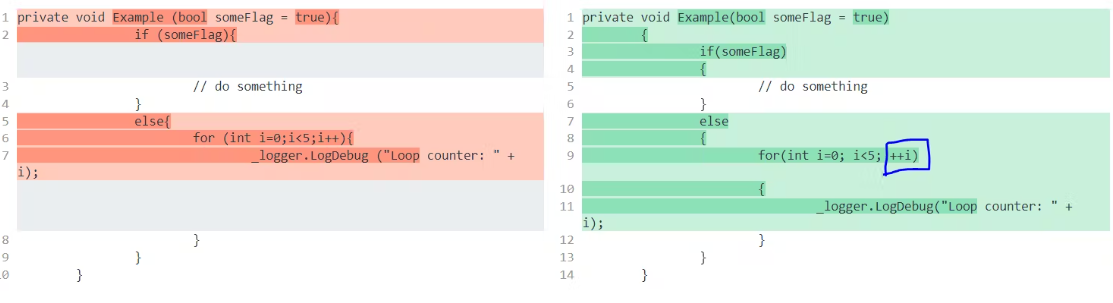 1 private void Example (bool someFlag = true){
2 if (someFlag){
3 // do something
4 }
5 else{
6 for (int i=0;i<5;i++){
7 _logger.LogDebug ("Loop counter: " +
i);
8 }
9 }
10 }
1 private void Example(bool someFlag = true)
2 {
3 if(someFlag)
4 {
5 // do something
6 }
7 else
8 {
9 for(int i=0; i<5; ++i)
10 {
11 _logger.LogDebug("Loop counter: " +
i);
12 }
13 }
14 }